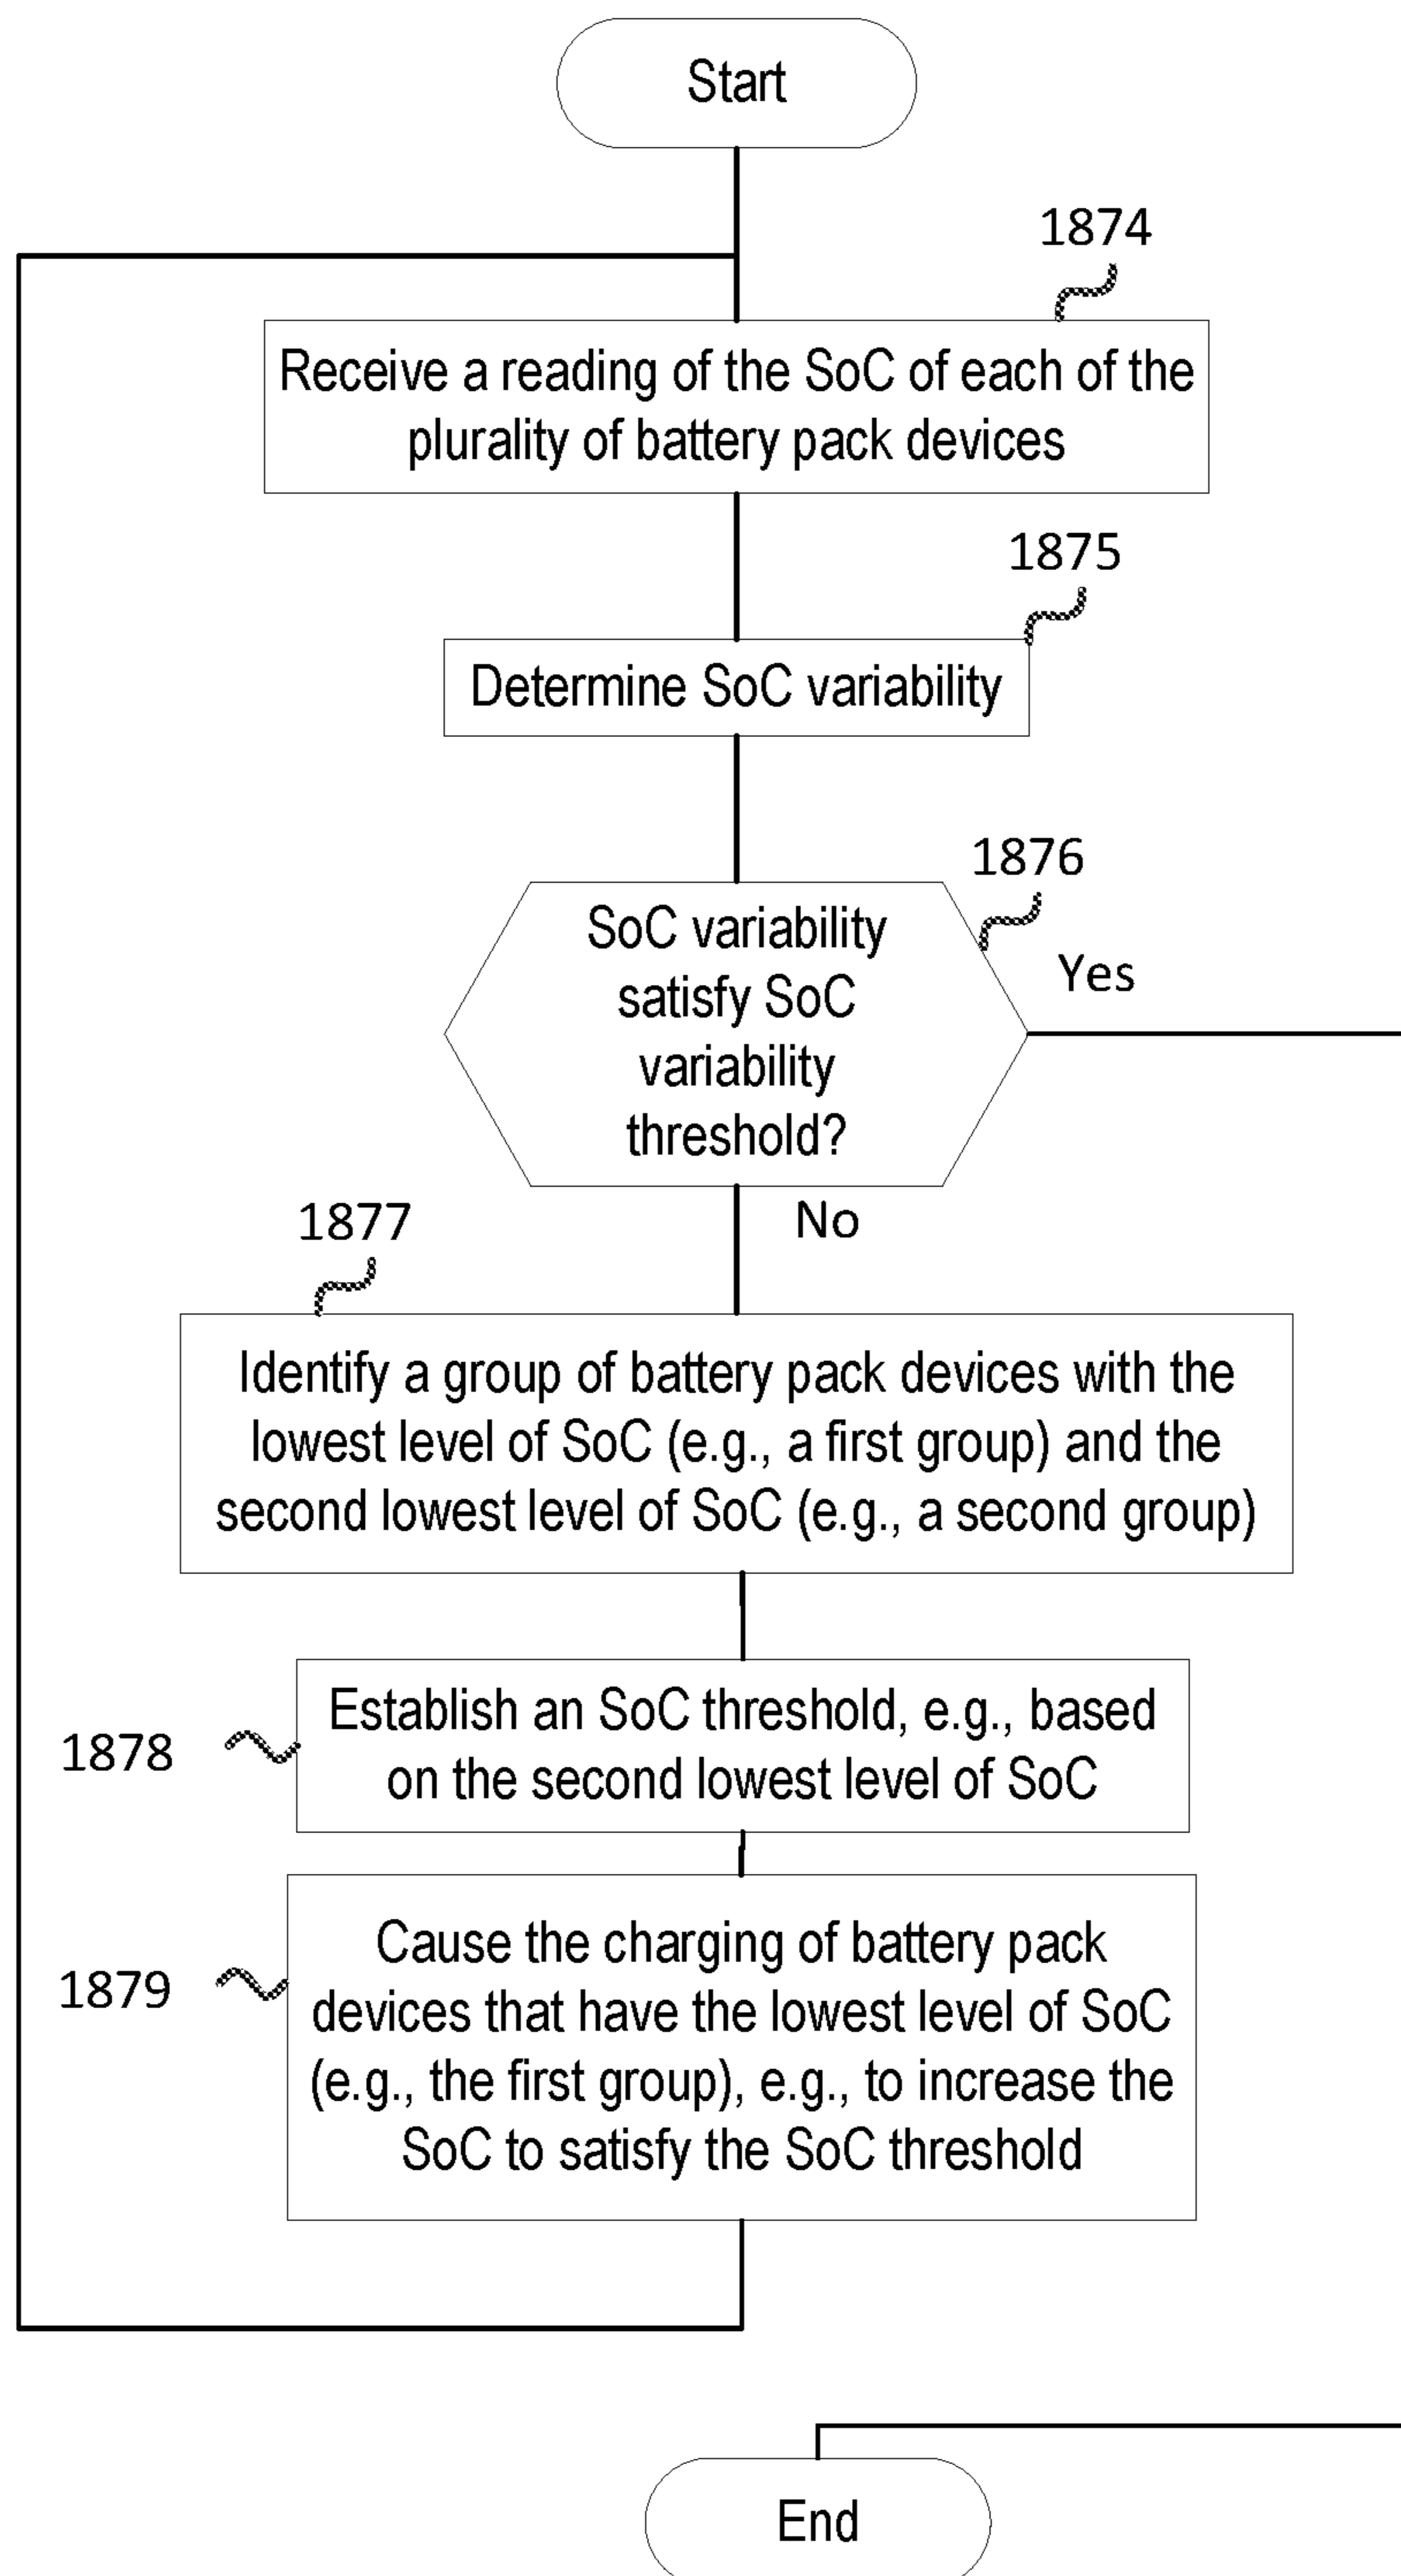 Start
1874
Receive a reading of the SoC of each of the
plurality of battery pack devices
1875
Determine SoC variability
1876
SoC variability
satisfy SoC
variability
threshold?
Yes
No
1877
Identify a group of battery pack devices with the
lowest level of SoC (e.g., a first group) and the
second lowest level of SoC (e.g., a second group)
1878
Establish an SoC threshold, e.g., based
on the second lowest level of SoC
1879
Cause the charging of battery pack
devices that have the lowest level of SoC
(e.g., the first group), e.g., to increase the
SoC to satisfy the SoC threshold
End